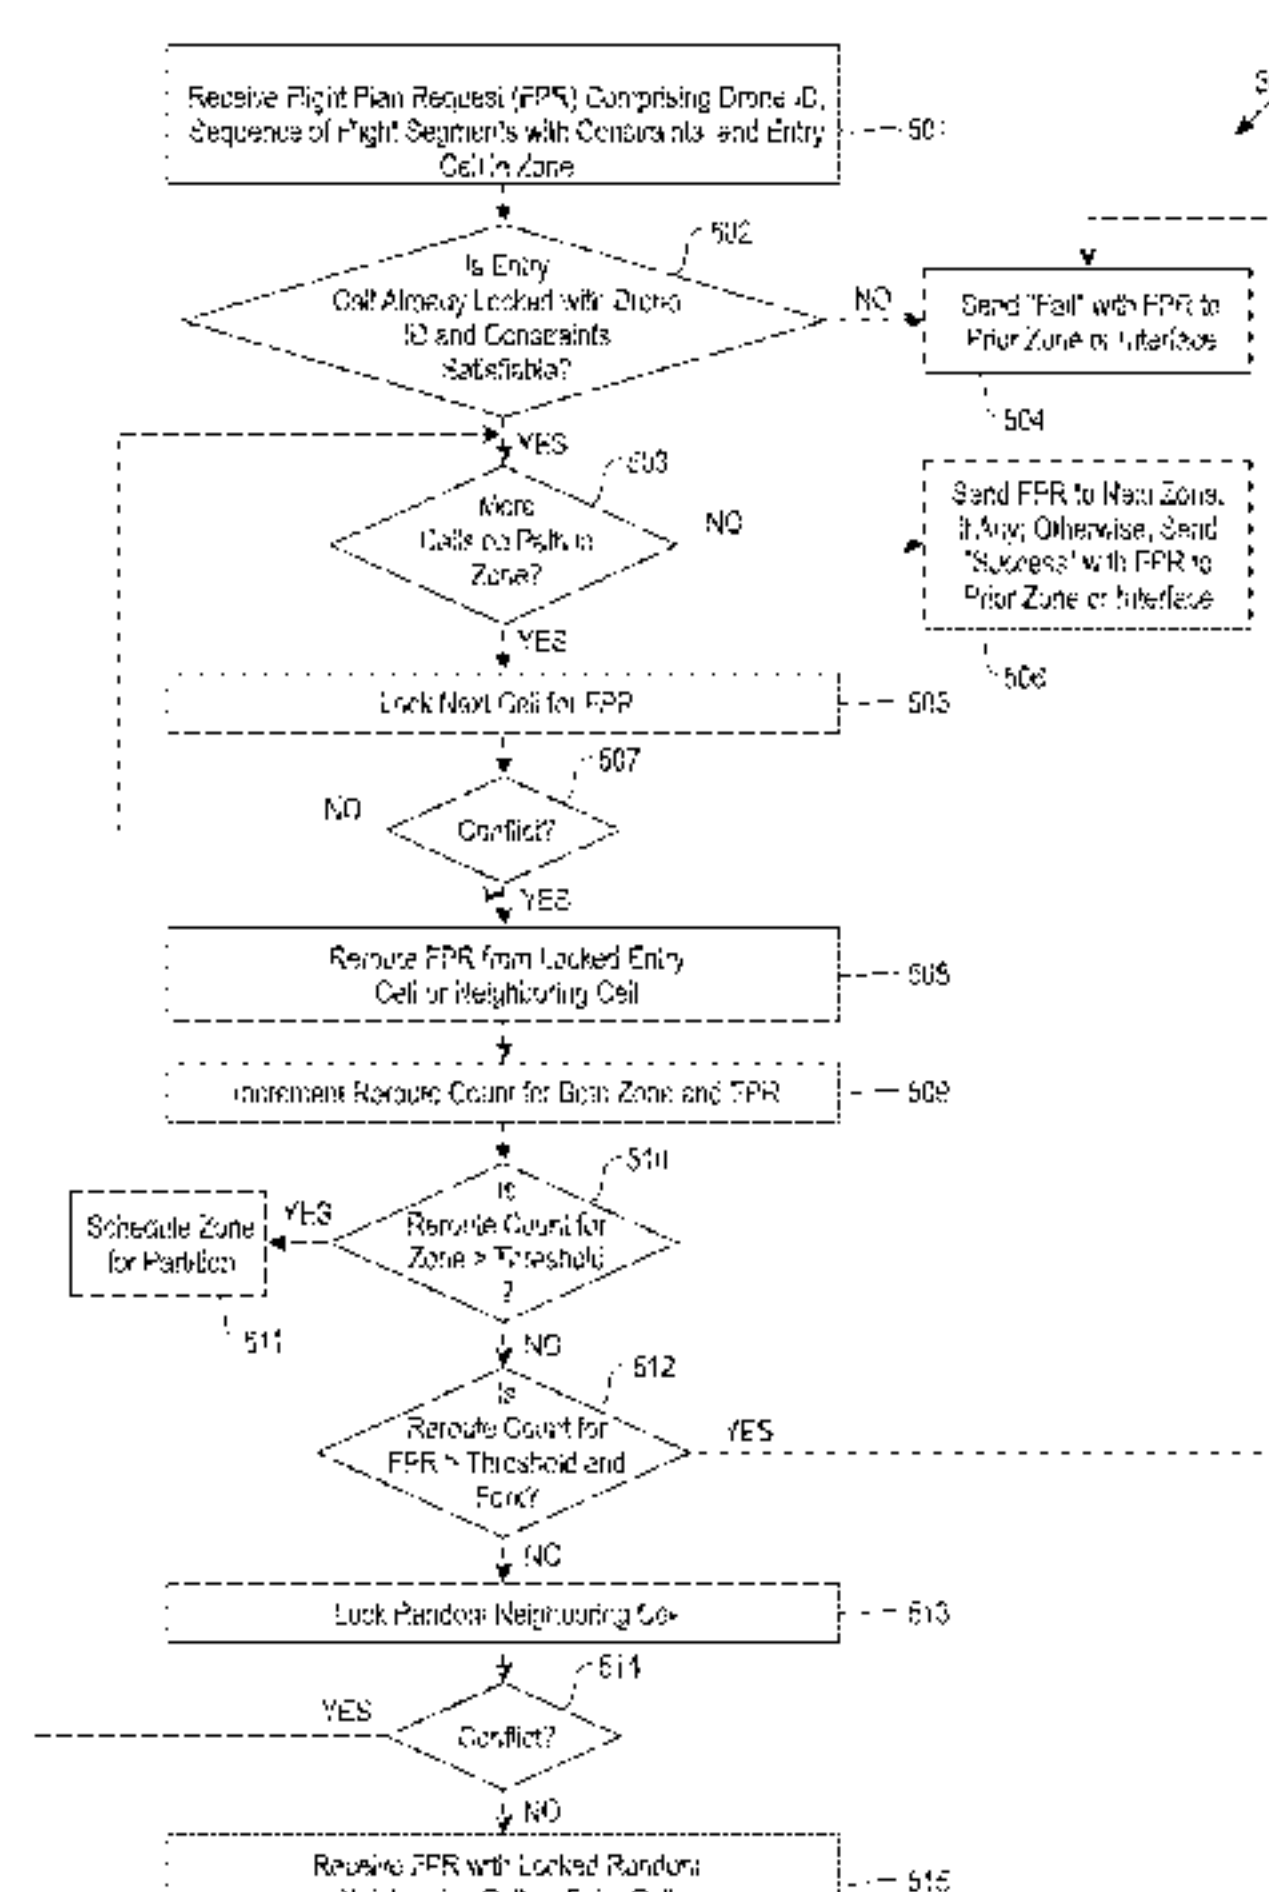 Receive Flight Plan Request (FPR) Comprising Drone ID,
Sequence of Flight Segments with Constraints, and Entry
Cell in Zone
501
502
Is Entry
Cell Already Locked with Drone
ID and Constraints
Satisfiable?
NO
Send "Fail" with FPR to
Prior Zone or Interface
504
YES
503
More
Cells on Path in
Zone?
NO
Send FPR to Next Zone,
if Any; Otherwise, Send
"Success" with FPR to
Prior Zone or Interface
506
YES
Lock Next Cell for FPR
505
507
NO
Conflict?
YES
Reroute FPR from Locked Entry
Cell or Neighboring Cell
508
Increment Reroute Count for Both Zone and FPR
509
510
Is
Reroute Count for
Zone > Threshold
?
YES
Schedule Zone
for Partition
511
NO
512
Is
Reroute Count for
FPR > Threshold and
YES
NO
Lock Random Neighboring Cell
513
514
YES
Conflict?
NO
Receive FPR with Locked Random
515